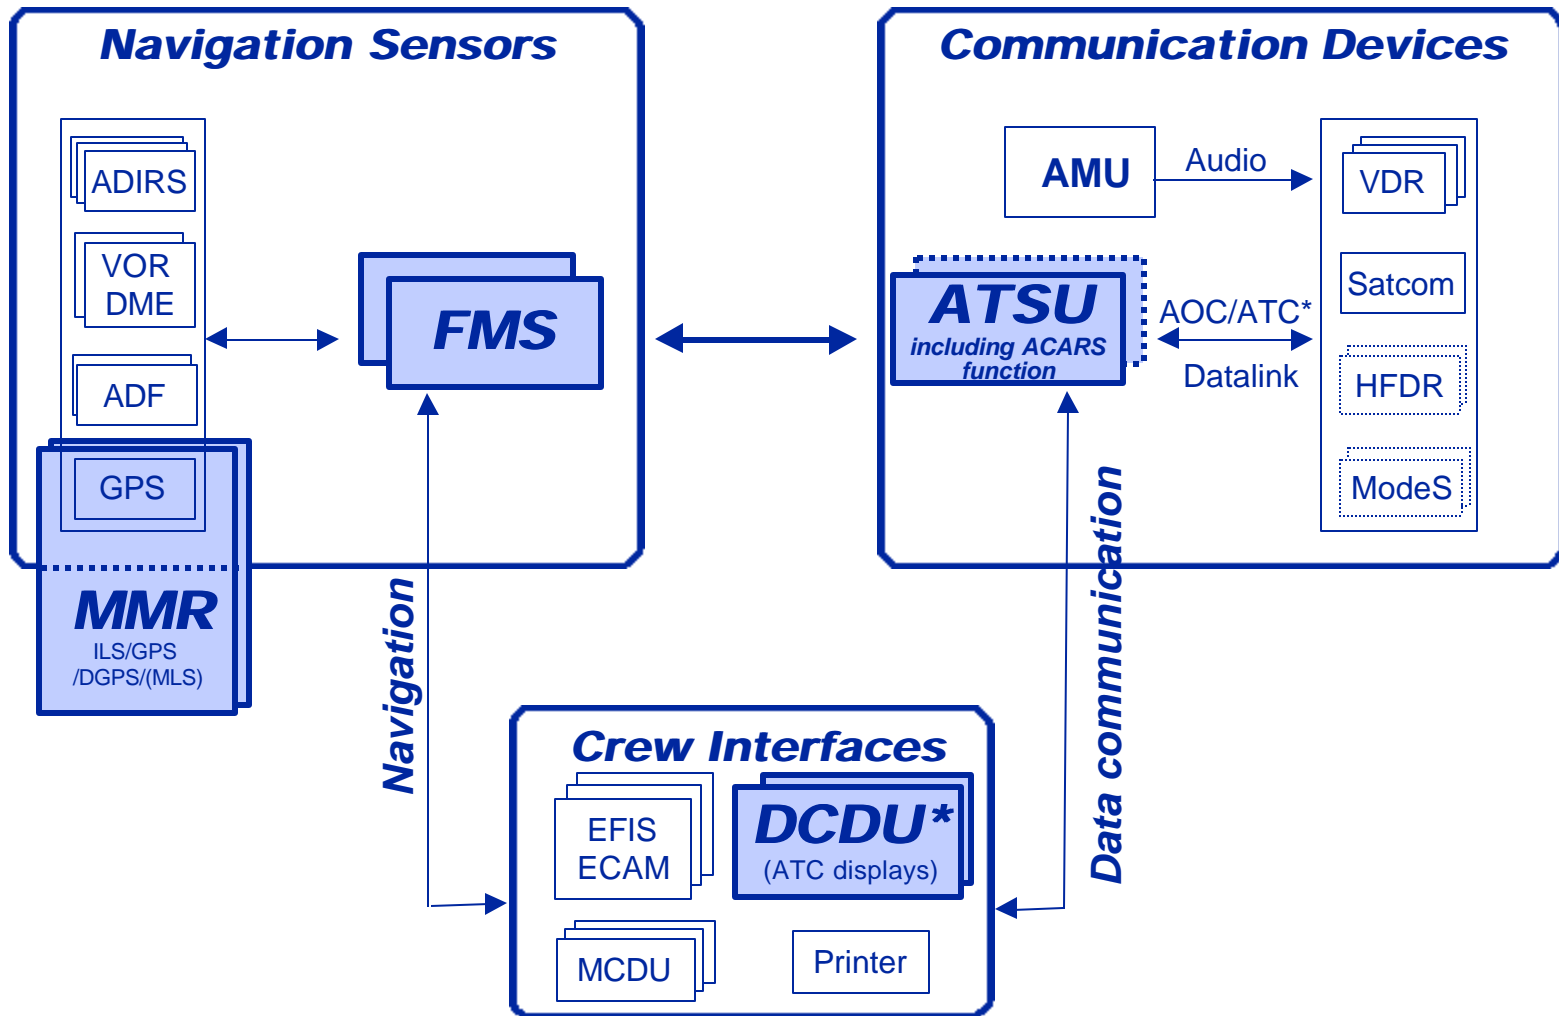 Navigation Sensors
ADIRS
VOR
DME
ADF
GPS
MMR
ILS/GPS
/DGPS/(MLS)
FMS
Communication Devices
AMU
Audio
ATSU
including ACARS
function
AOC/ATC*
Datalink
VDR
Satcom
HFDR
ModeS
Navigation
Data communication
Crew Interfaces
EFIS
ECAM
DCDU*
(ATC displays)
MCDU
Printer